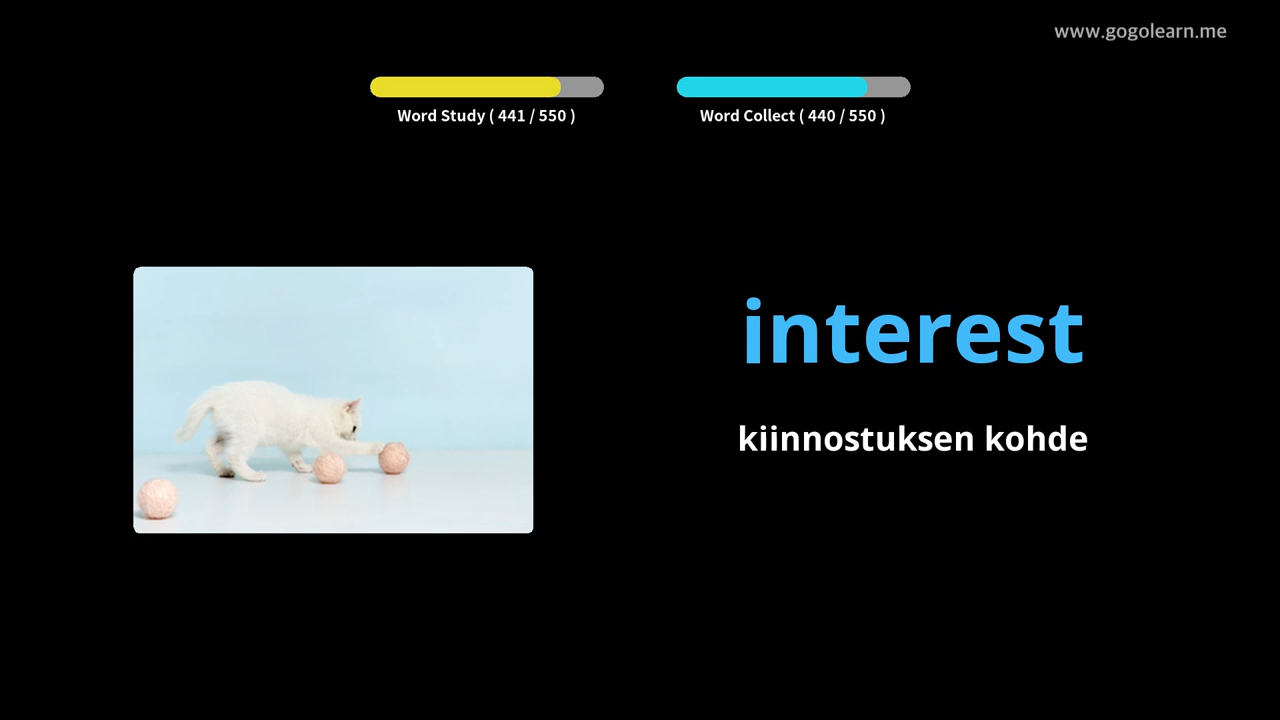 www.gogolearn.me
Word Study ( 441 / 550 )
Word Collect ( 440 / 550 )
interest
kiinnostuksen kohde